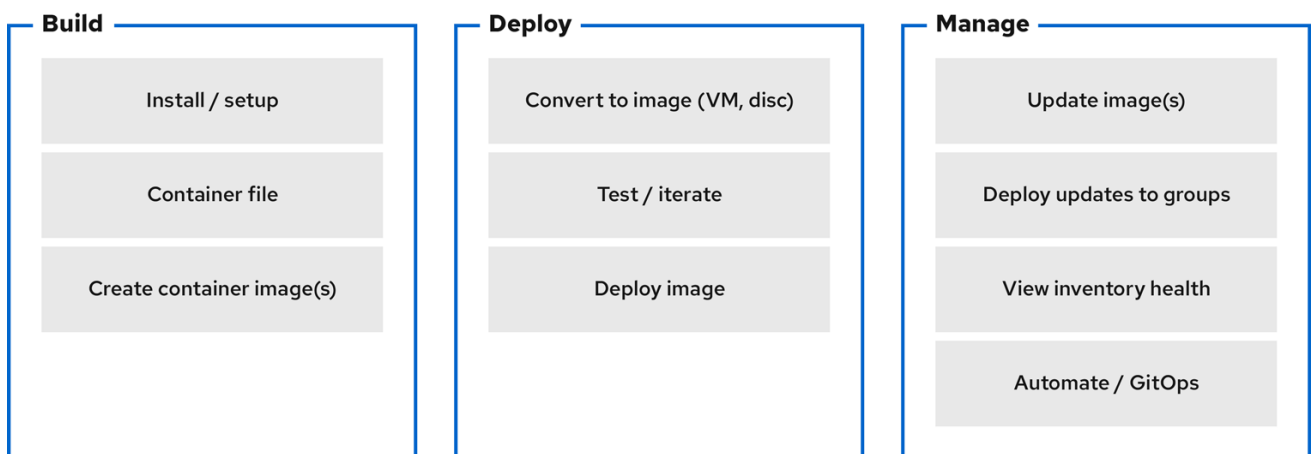 Build
Install / setup
Container file
Create container image(s)
Deploy
Convert to image (VM, disc)
Test / iterate
Deploy image
Manage
Update image(s)
Deploy updates to groups
View inventory health
Automate / GitOps